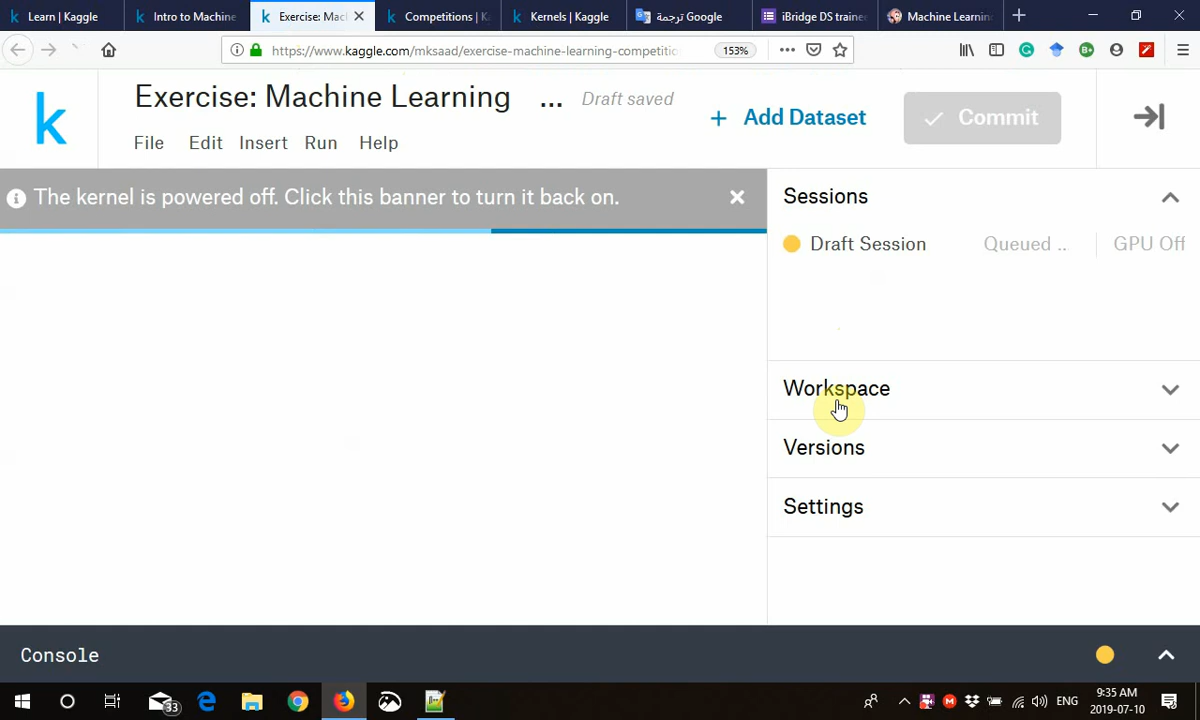 Learn | Kaggle
Intro to Machine
Exercise: Mac
Competitions | Ka
Kernels | Kaggle
ترجمة Google
iBridge DS traine
Machine Learnin
https://www.kaggle.com/mksaad/exercise-machine-learning-competitio
153%
k
Exercise: Machine Learning ...
Draft saved
+ Add Dataset
Commit
File Edit Insert Run Help
The kernel is powered off. Click this banner to turn it back on.
Sessions
Draft Session Queued .. GPU Off
Workspace
Versions
Settings
Console
33
ENG
9:35 AM
2019-07-10